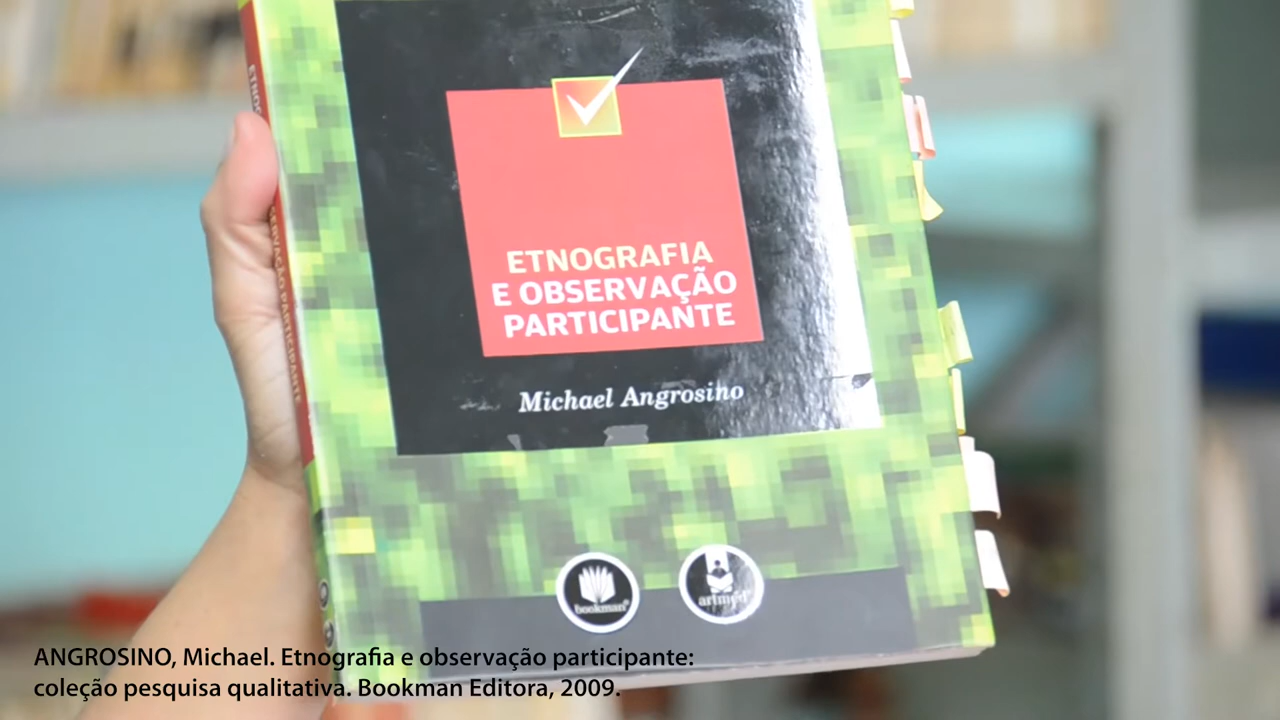 ETNOGRAFIA
E OBSERVAÇÃO
PARTICIPANTE
Michael Angrosino
bookman
artmed
ANGROSINO, Michael. Etnografia e observação participante:
coleção pesquisa qualitativa. Bookman Editora, 2009.